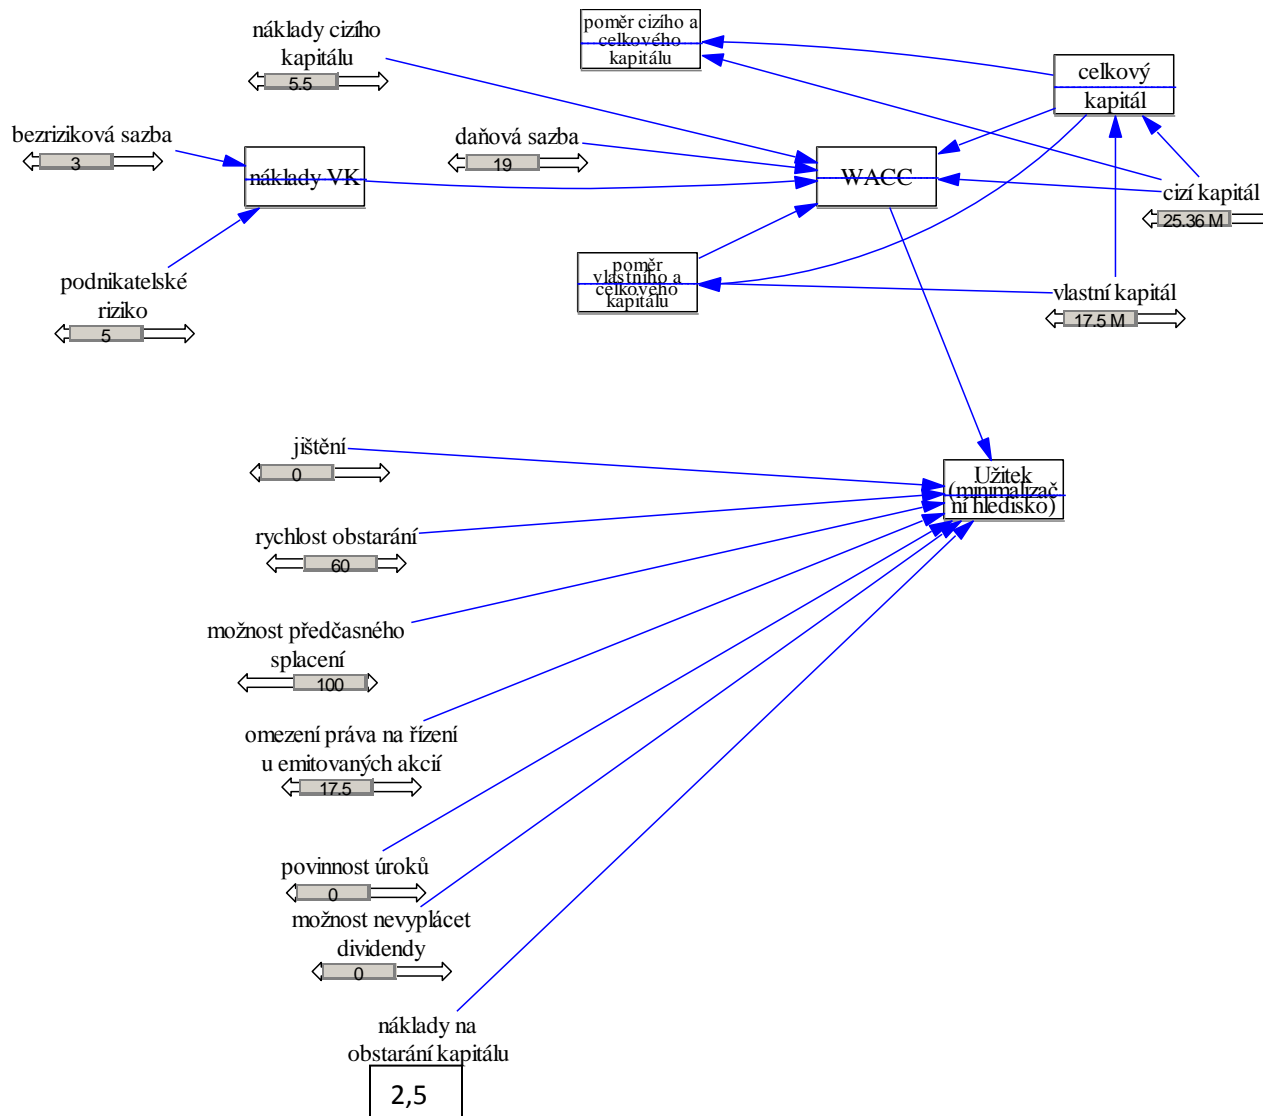 náklady cizího
kapitálu
5.5
poměr cizího a
celkového
kapitálu
celkový
kapitál
bezriziková sazba
3
náklady VK
daňová sazba
19
WACC
cizí kapitál
25.36 M
podnikatelské
riziko
5
poměr
vlastního a
celkového
kapitálu
vlastní kapitál
17.5 M
jištění
0
Užitek
(minimalizač
ní hledisko)
rychlost obstarání
60
možnost předčasného
splacení
100
omezení práva na řízení
u emitovaných akcií
17.5
povinnost úroků
0
možnost nevyplácet
dividendy
0
náklady na
obstarání kapitálu
2,5